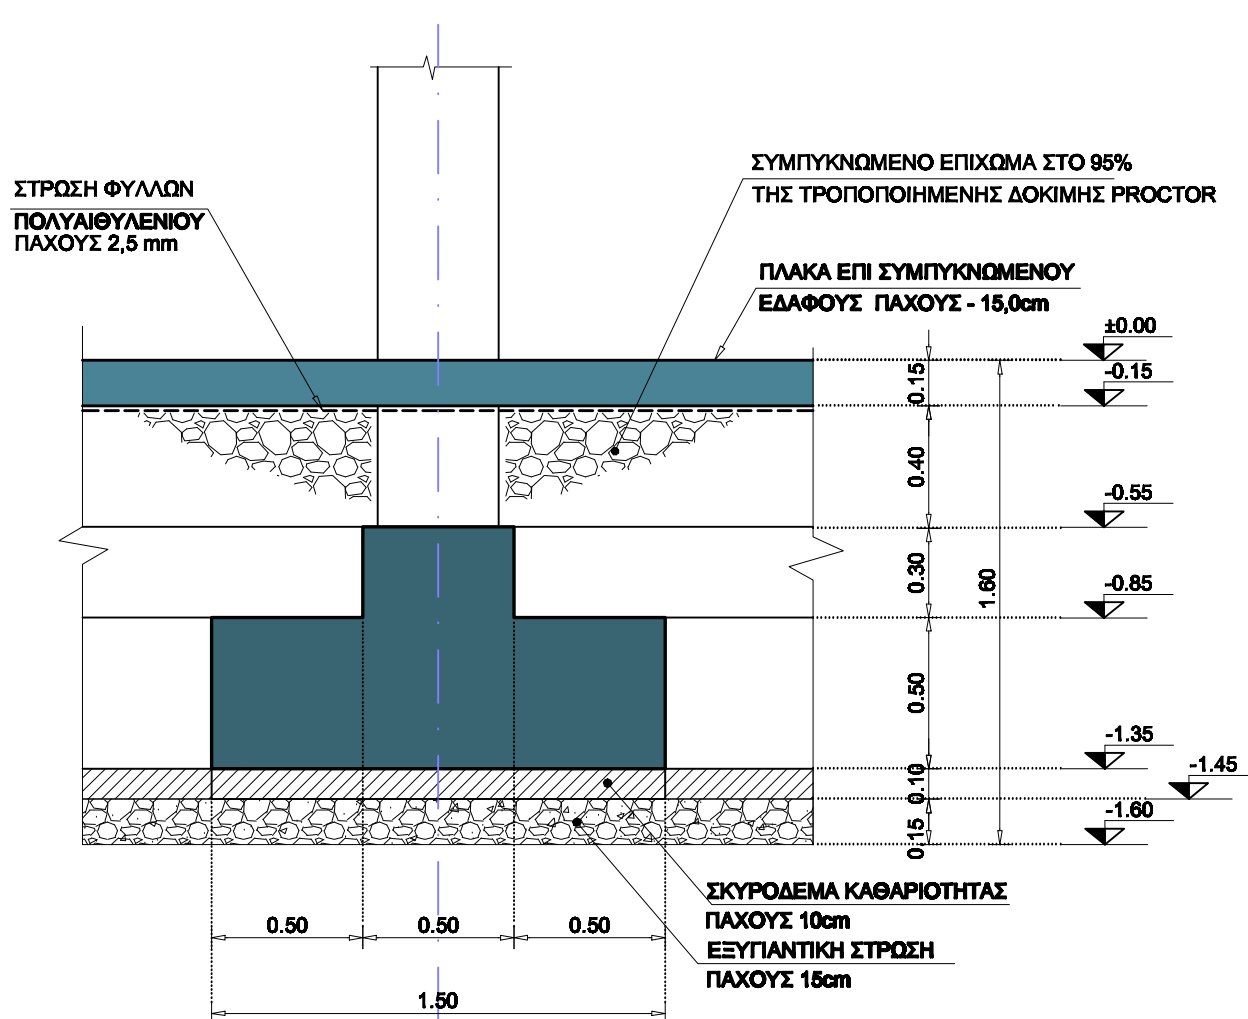 ΣΥΜΠΥΚΝΩΜΕΝΟ ΕΠΙΧΩΜΑ ΣΤΟ 95%
ΤΗΣ ΤΡΟΠΟΠΟΙΗΜΕΝΗΣ ΔΟΚΙΜΗΣ PROCTOR
ΣΤΡΩΣΗ ΦΥΛΛΩΝ
ΠΟΛΥΑΙΘΥΛΕΝΙΟΥ
ΠΑΧΟΥΣ 2,5 mm
ΠΛΑΚΑ ΕΠΙ ΣΥΜΠΥΚΝΩΜΕΝΟΥ
ΕΔΑΦΟΥΣ ΠΑΧΟΥΣ - 15,0cm
±0.00
-0.15
-0.55
-0.85
-1.35
-1.45
-1.60
0.15
0.40
0.30
0.50
0.10
0.15
1.60
ΣΚΥΡΟΔΕΜΑ ΚΑΘΑΡΙΟΤΗΤΑΣ
ΠΑΧΟΥΣ 10cm
ΕΞΥΓΙΑΝΤΙΚΗ ΣΤΡΩΣΗ
ΠΑΧΟΥΣ 15cm
0.50 0.50 0.50
1.50